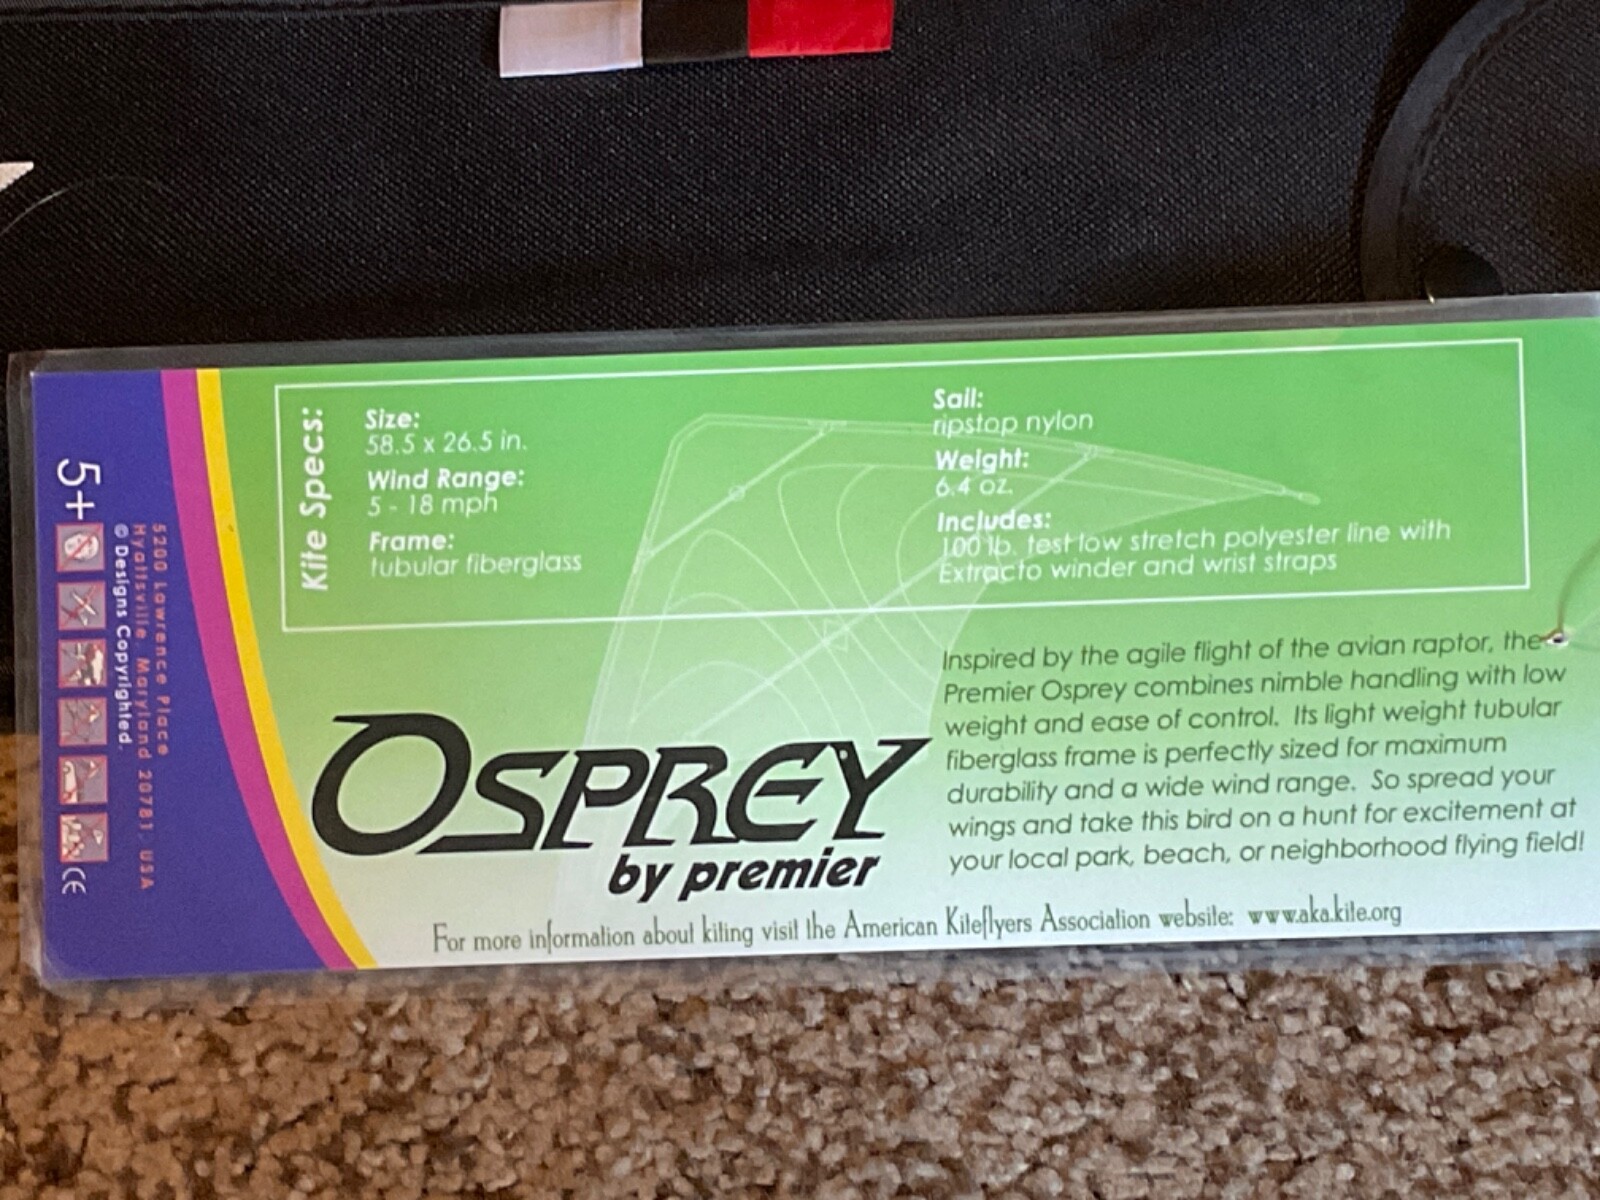 Kite Specs:
Size:
58.5 x 26.5 in.
Wind Range:
5 - 18 mph
Frame:
tubular fiberglass
Sail:
ripstop nylon
Weight:
6.4 oz.
Includes:
100 lb. test low stretch polyester line with
Extracto winder and wrist straps
Inspired by the agile flight of the avian raptor, the
Premier Osprey combines nimble handling with low
weight and ease of control. Its light weight tubular
fiberglass frame is perfectly sized for maximum
durability and a wide wind range. So spread your
wings and take this bird on a hunt for excitement at
your local park, beach, or neighborhood flying field!
OSPREY
by premier
For more information about kiting visit the American Kiteflyers Association website: www.aka.kite.org
5+
CE
5200 Lawrence Place
Hyattsville, Maryland 20781, USA
© Designs Copyrighted.